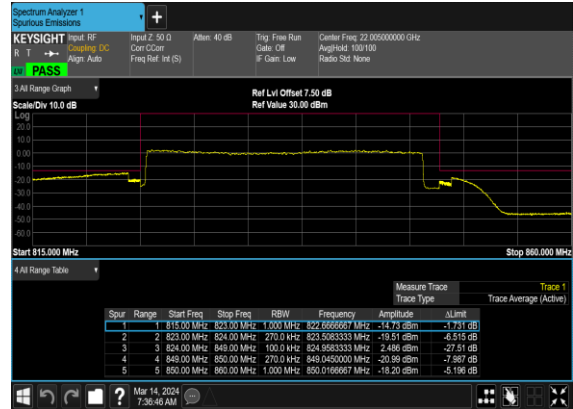 Spectrum Analyzer 1
Spurious Emissions
KEYSIGHT
R T
LXI PASS
Input: RF
Coupling: DC
Align: Auto
Input Z: 50 Ω
Corr CCorr
Freq Ref: Int (S)
Atten: 40 dB
Trig: Free Run
Gate: Off
IF Gain: Low
Center Freq: 22.005000000 GHz
Avg|Hold: 100/100
Radio Std: None
3 All Range Graph
Scale/Div 10.0 dB
Ref Lvl Offset 7.50 dB
Ref Value 30.00 dBm
Log
20.0
10.0
0.00
-10.0
-20.0
-30.0
-40.0
-50.0
-60.0
Start 815.000 MHz Stop 860.000 MHz
4 All Range Table
Measure Trace Trace 1
Trace Type Trace Average (Active)
Spur Range Start Freq Stop Freq RBW Frequency Amplitude ΔLimit
1 1 815.00 MHz 823.00 MHz 1.000 MHz 822.6666667 MHz -14.73 dBm -1.731 dB
2 2 823.00 MHz 824.00 MHz 270.0 kHz 823.5083333 MHz -19.51 dBm -6.515 dB
3 3 824.00 MHz 849.00 MHz 100.0 kHz 824.9583333 MHz 2.486 dBm -27.51 dB
4 4 849.00 MHz 850.00 MHz 270.0 kHz 849.0450000 MHz -20.99 dBm -7.987 dB
5 5 850.00 MHz 860.00 MHz 1.000 MHz 850.0166667 MHz -18.20 dBm -5.196 dB
Mar 14, 2024
7:36:46 AM